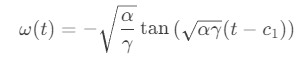 ω(t) = −√(α/γ) tan (√(αγ)(t − c₁))